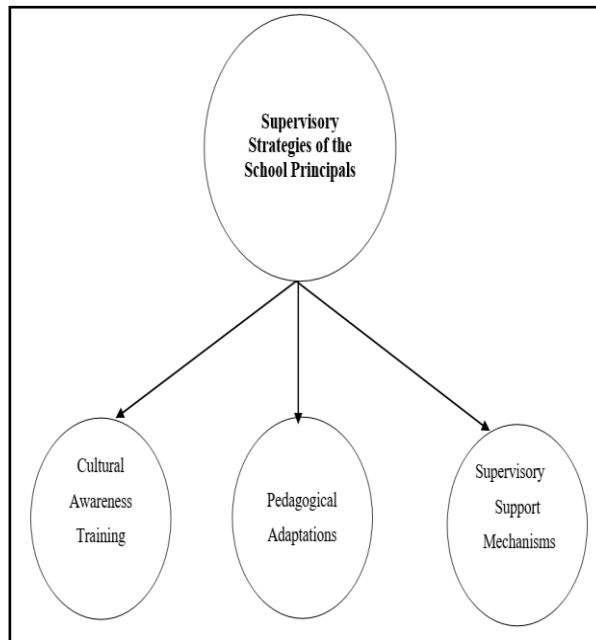 Supervisory
Strategies of the
School Principals
Cultural
Awareness
Training
Pedagogical
Adaptations
Supervisory
Support
Mechanisms